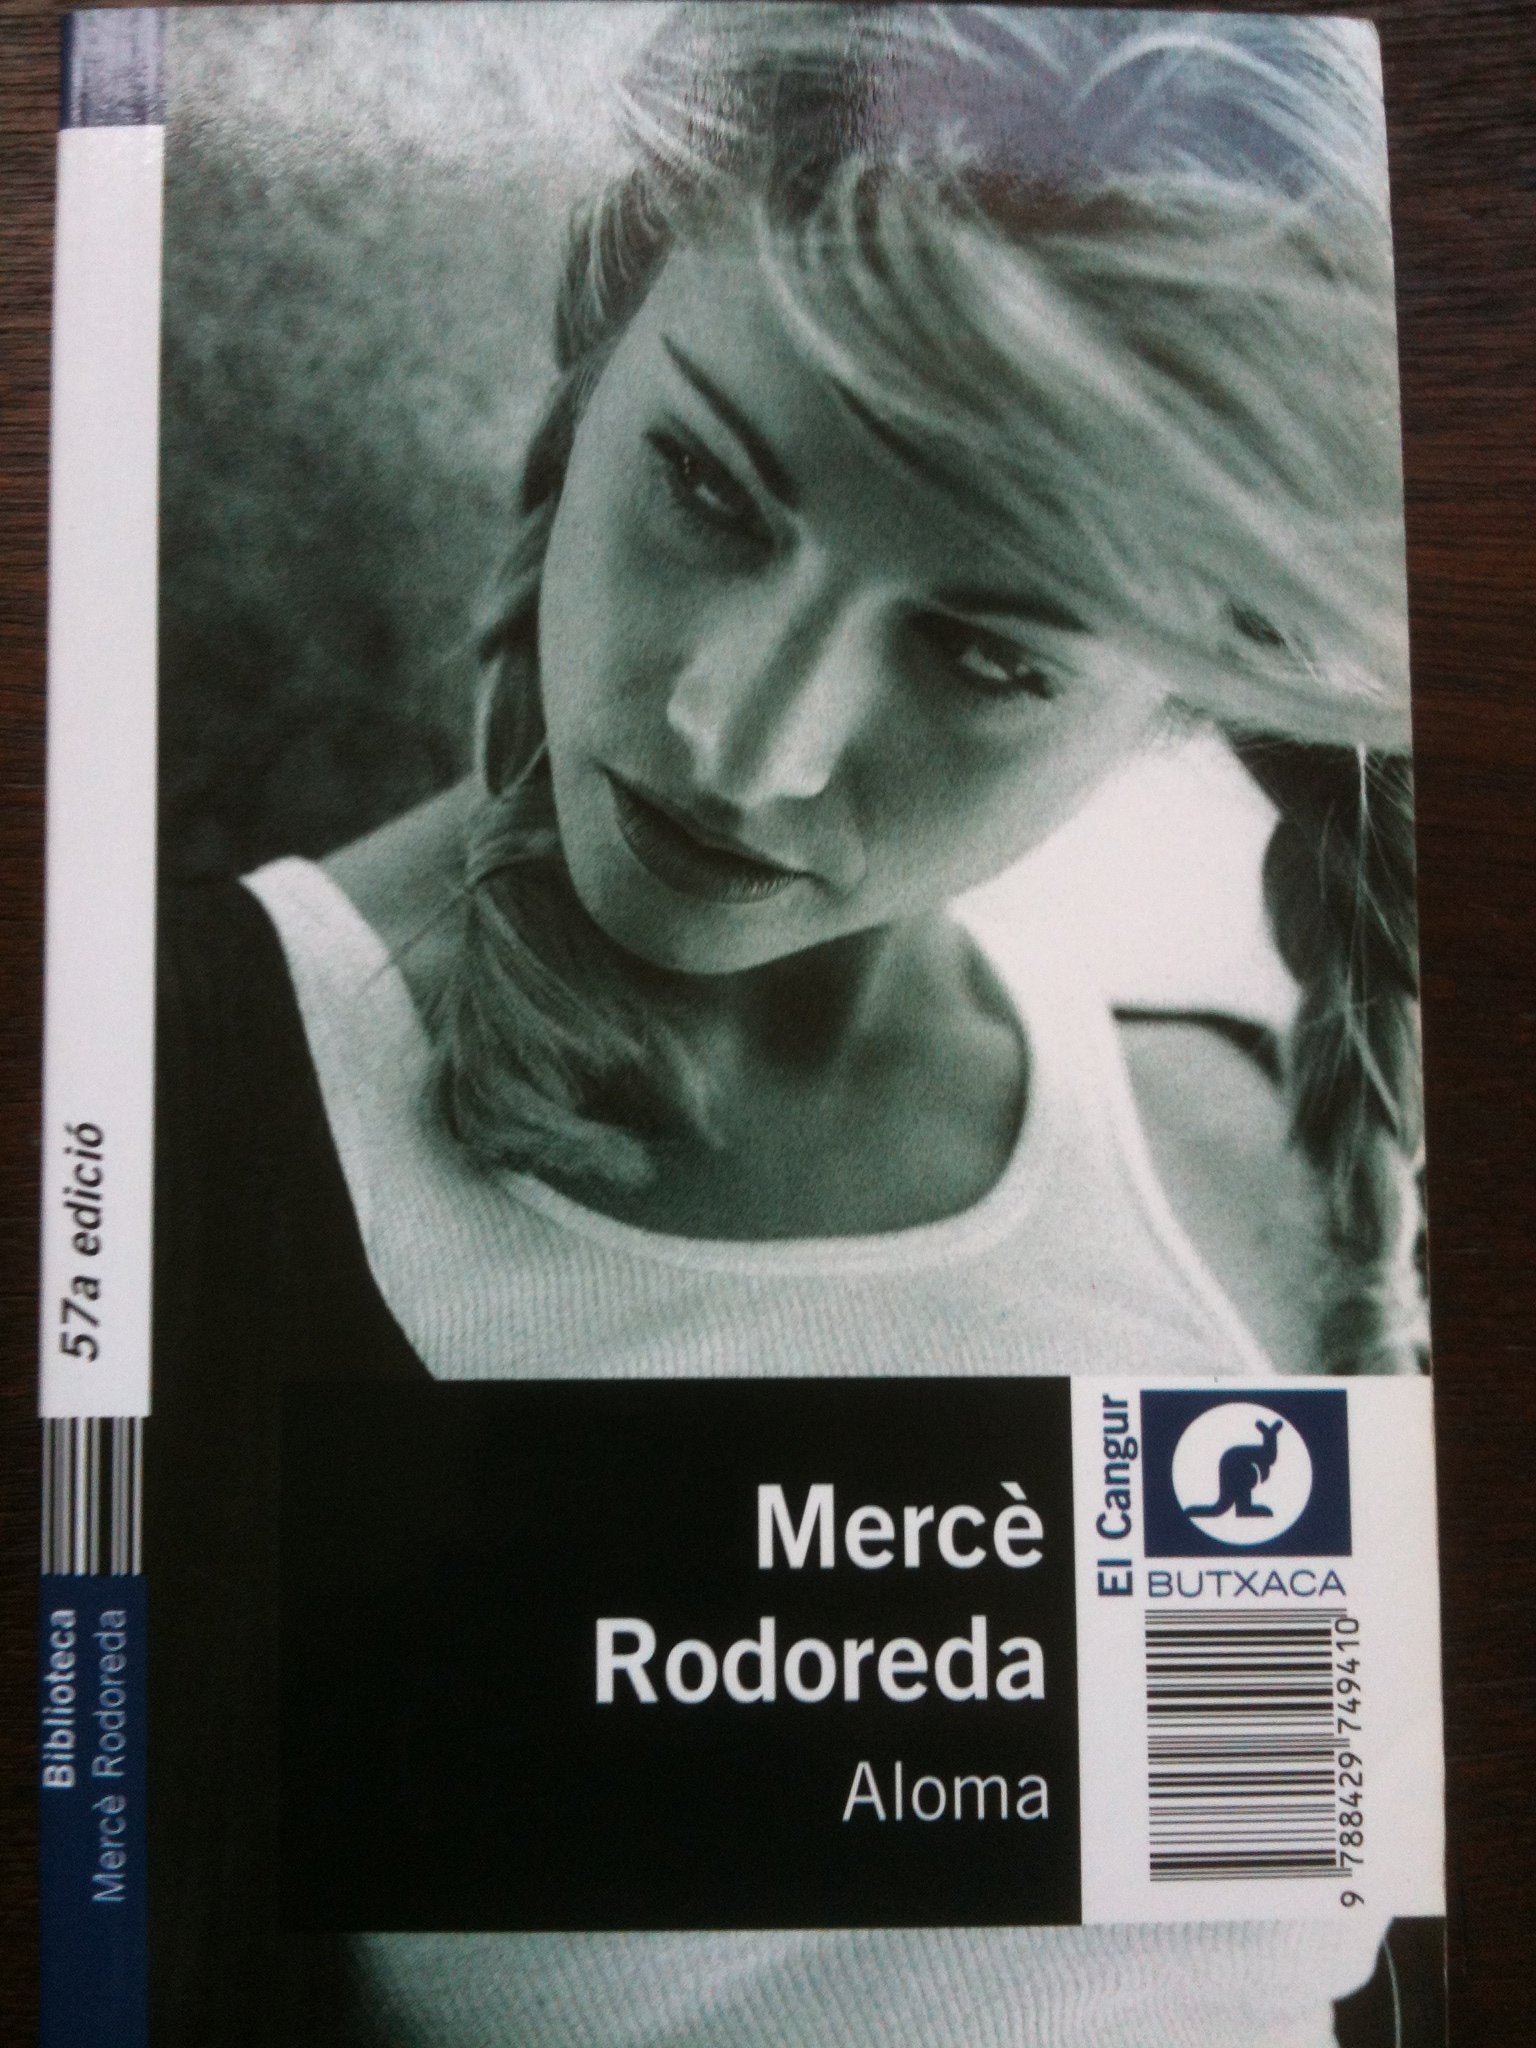 57a edició
Biblioteca
Mercè Rodoreda
Mercè
Rodoreda
Aloma
El Cangur
BUTXACA
9 788429 749410